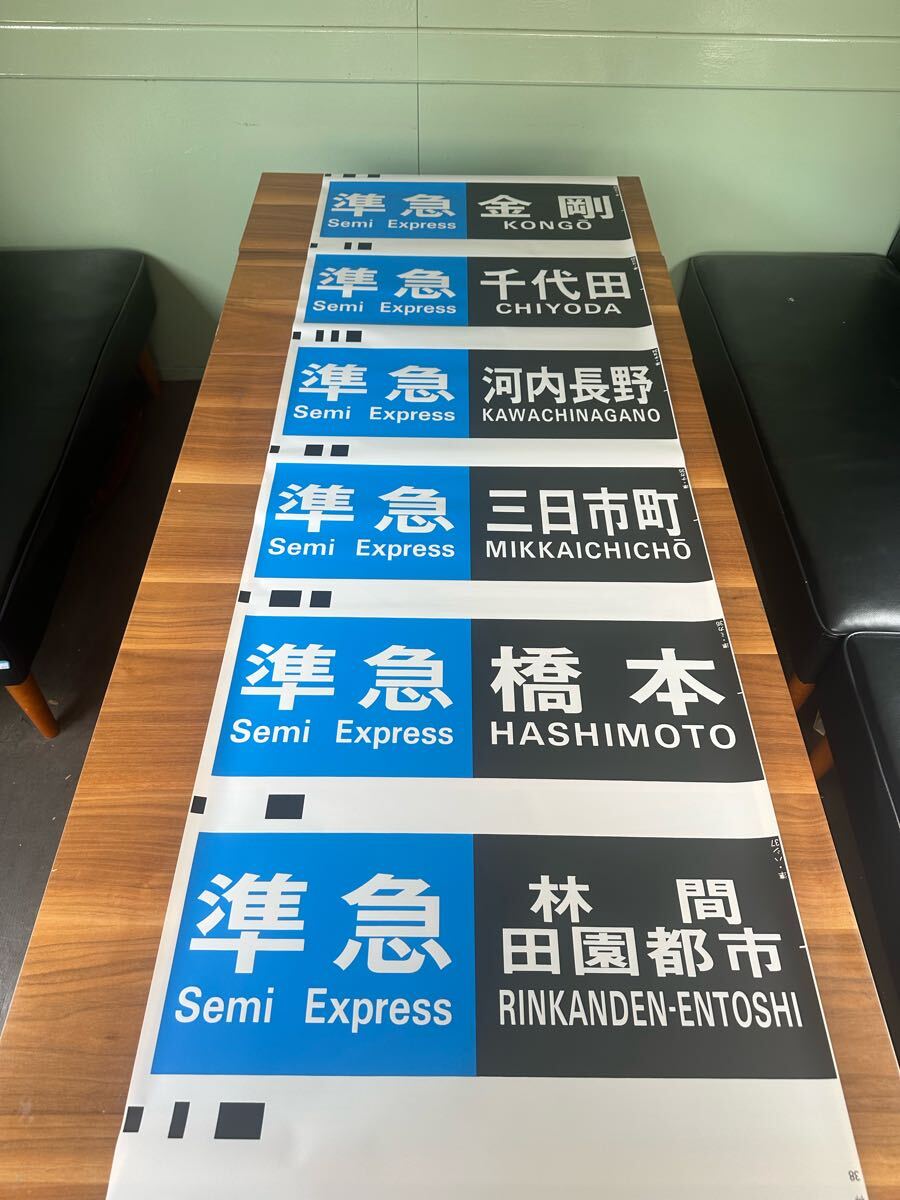 準急 金剛
Semi Express KONGŌ
準急 千代田
Semi Express CHIYODA
準急 河内長野
Semi Express KAWACHINAGANO
準急 三日市町
Semi Express MIKKAICHICHŌ
準急 橋本
Semi Express HASHIMOTO
準急 林間
田園都市
Semi Express RINKANDEN-ENTOSHI
38